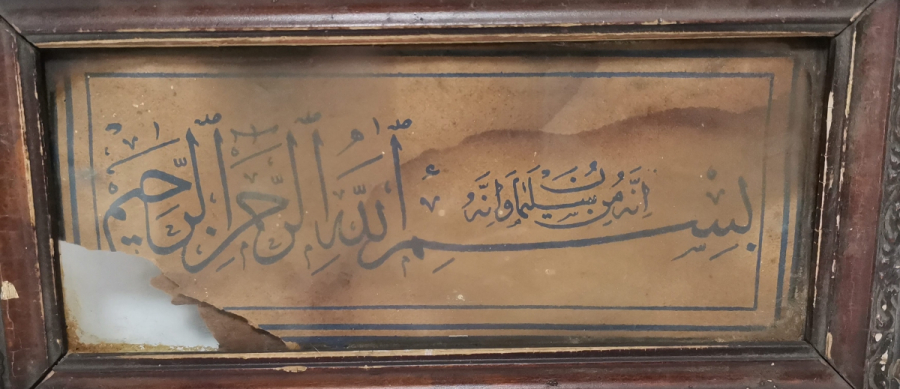 إنه من سليمان وإنه
بسم الله الرحمن الرحيم